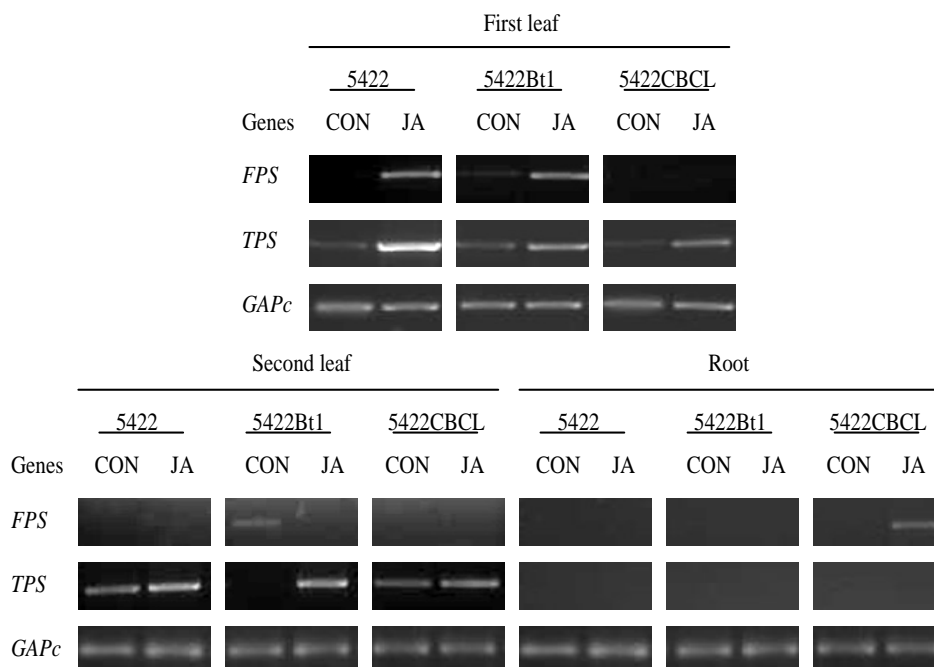 First leaf
5422 5422Bt1 5422CBCL
Genes CON JA CON JA CON JA
FPS
TPS
GAPc
Second leaf Root
5422 5422Bt1 5422CBCL 5422 5422Bt1 5422CBCL
Genes CON JA CON JA CON JA CON JA CON JA CON JA
FPS
TPS
GAPc